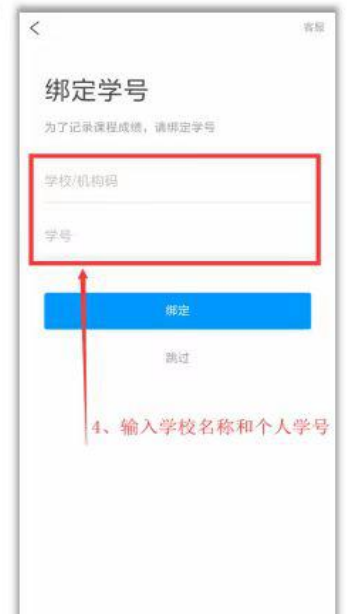 客服
绑定学号
为了记录课程成绩，请绑定学号
学校/机构码
学号
绑定
跳过
4、输入学校名称和个人学号